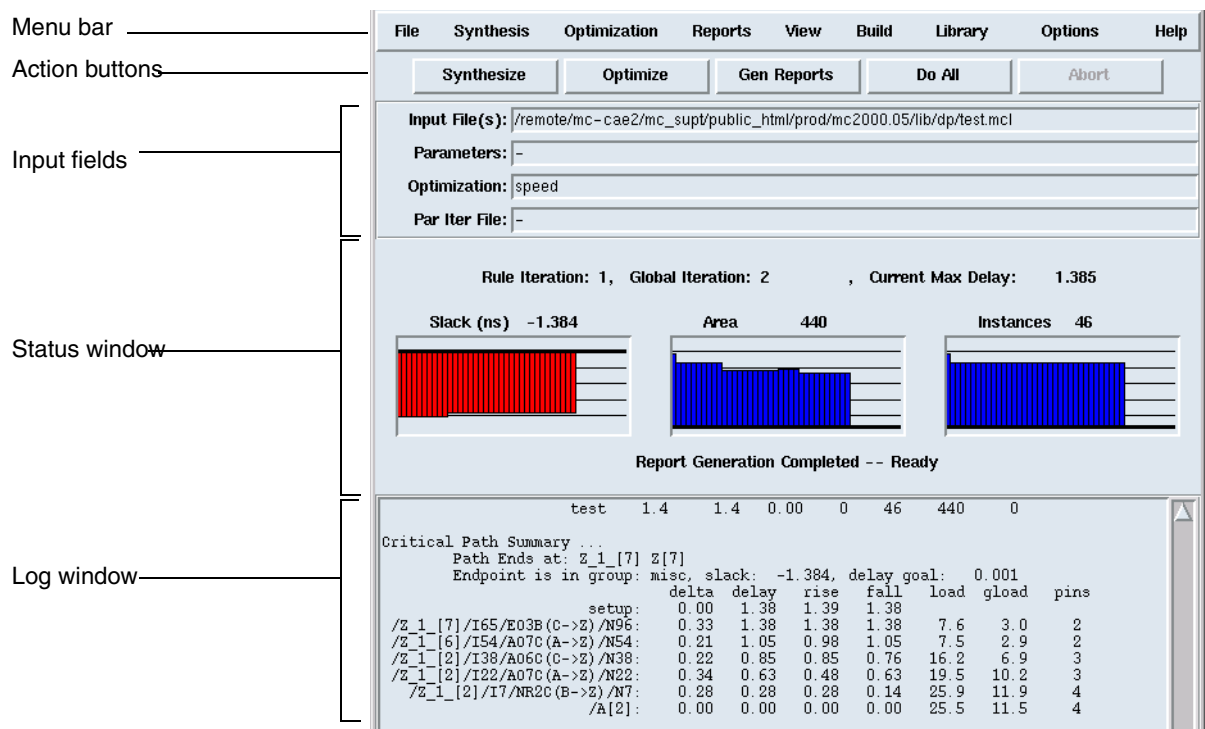 Menu bar
File Synthesis Optimization Reports View Build Library Options Help
Action buttons
Synthesize Optimize Gen Reports Do All Abort
Input fields
Input File(s): /remote/mc-cae2/mc_supt/public_html/prod/mc2000.05/lib/dp/test.mcl
Parameters: -
Optimization: speed
Par Iter File: -
Status window
Rule Iteration: 1, Global Iteration: 2 , Current Max Delay: 1.385
Slack (ns) -1.384 Area 440 Instances 46
Report Generation Completed -- Ready
Log window
test 1.4 1.4 0.00 0 46 440 0
Critical Path Summary ...
Path Ends at: Z_1_[7] Z[7]
Endpoint is in group: misc, slack: -1.384, delay goal: 0.001
delta delay rise fall load gload pins
setup: 0.00 1.38 1.39 1.38
/Z_1_[7]/I65/EO3B(C->Z)/N96: 0.33 1.38 1.38 1.38 7.6 3.0 2
/Z_1_[6]/I54/AO7C(A->Z)/N54: 0.21 1.05 0.98 1.05 7.5 2.9 2
/Z_1_[2]/I38/AO6C(C->Z)/N38: 0.22 0.85 0.85 0.76 16.2 6.9 3
/Z_1_[2]/I22/AO7C(A->Z)/N22: 0.34 0.63 0.48 0.63 19.5 10.2 3
/Z_1_[2]/I7/NR2C(B->Z)/N7: 0.28 0.28 0.28 0.14 25.9 11.9 4
/A[2]: 0.00 0.00 0.00 0.00 25.5 11.5 4